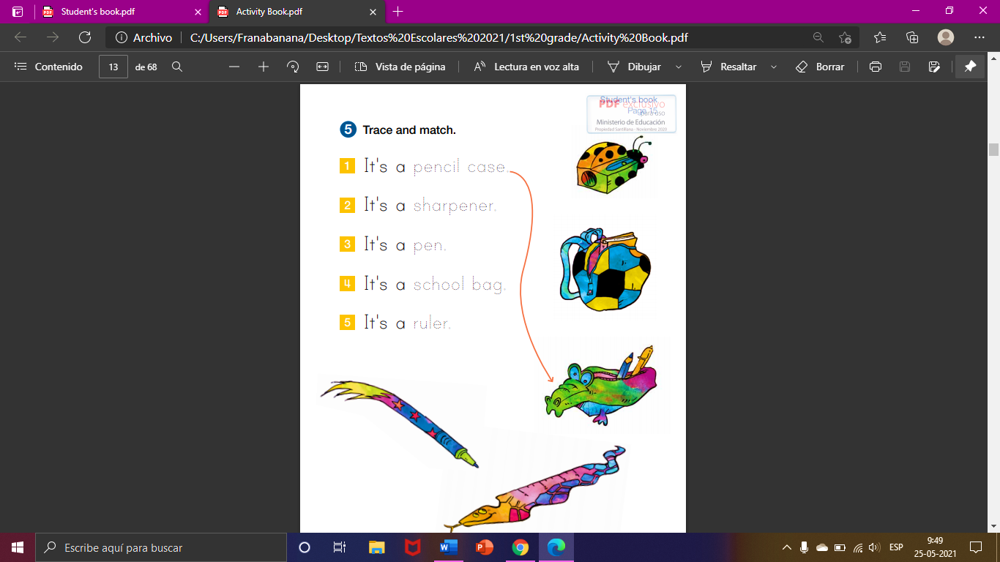 Student's book.pdf
Activity Book.pdf
Archivo
C:/Users/Franabanana/Desktop/Textos%20Escolares%202021/1st%20grade/Activity%20Book.pdf
Contenido
13
de 68
Vista de página
Lectura en voz alta
Dibujar
Resaltar
Borrar
Student's book
PDF exclusivo
Page 15
para uso
Ministerio de Educación
Propiedad Santillana - Noviembre 2020
5 Trace and match.
1 It's a pencil case.
2 It's a sharpener.
3 It's a pen.
4 It's a school bag.
5 It's a ruler.
Escribe aquí para buscar
ESP
9:49
25-05-2021